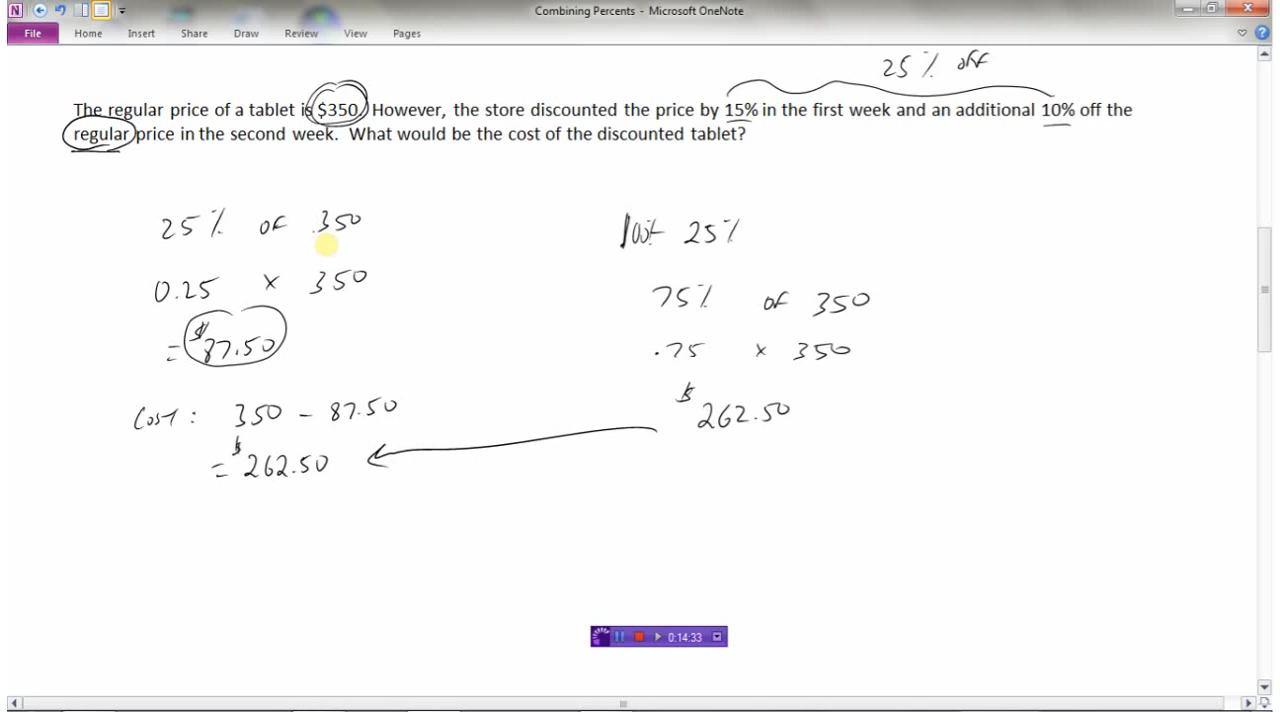 Combining Percents - Microsoft OneNote
File Home Insert Share Draw Review View Pages
25% off
The regular price of a tablet is $350. However, the store discounted the price by 15% in the first week and an additional 10% off the
regular price in the second week. What would be the cost of the discounted tablet?
25% of 350
0.25 x 350
= $87.50
Cost: 350 - 87.50
= $262.50
25%
75% of 350
.75 x 350
$262.50
0:14:33